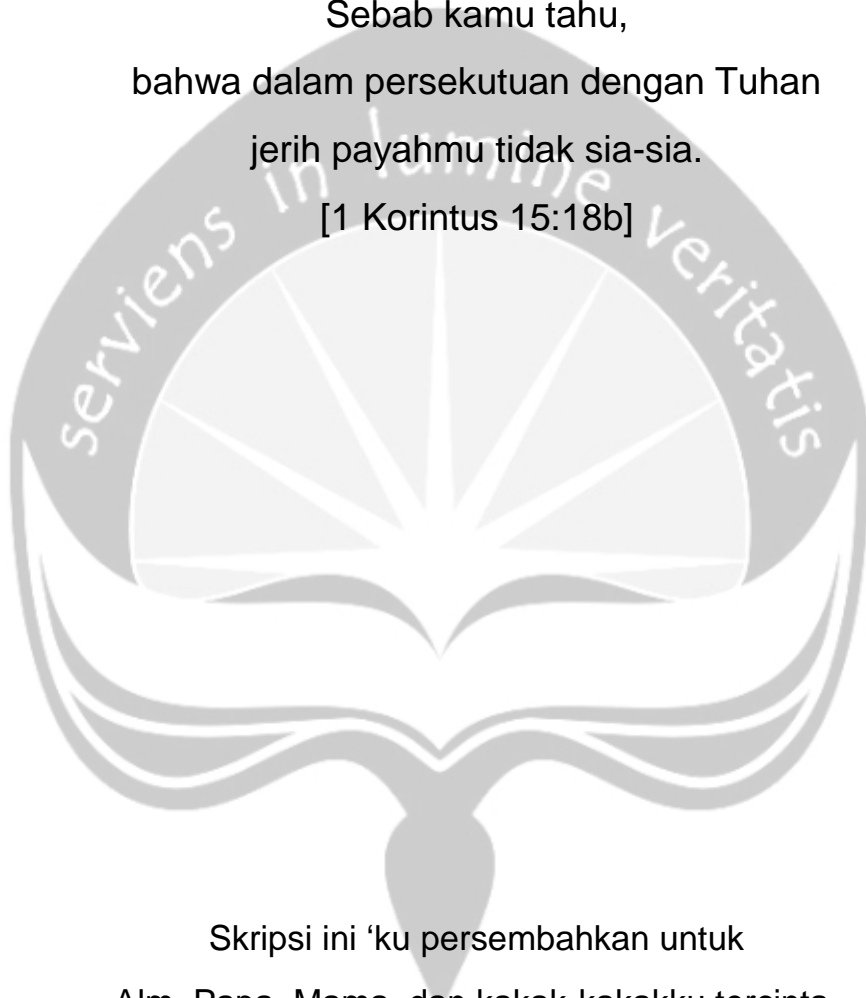 Sebab kamu tahu,
bahwa dalam persekutuan dengan Tuhan
jerih payahmu tidak sia-sia.
[1 Korintus 15:18b]
serviens in lumine veritatis
Skripsi ini ‘ku persembahkan untuk
Alm. Papa, Mama, dan kakak-kakakku tercinta